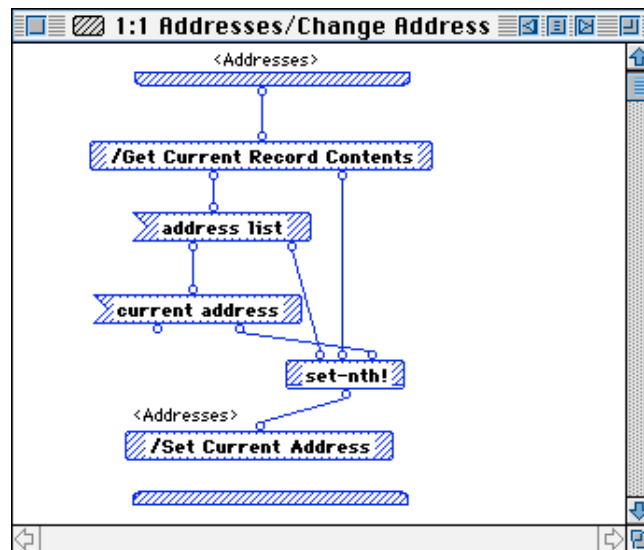 1:1 Addresses/Change Address
<Addresses>
/Get Current Record Contents
address list
current address
set-nth!
<Addresses>
/Set Current Address